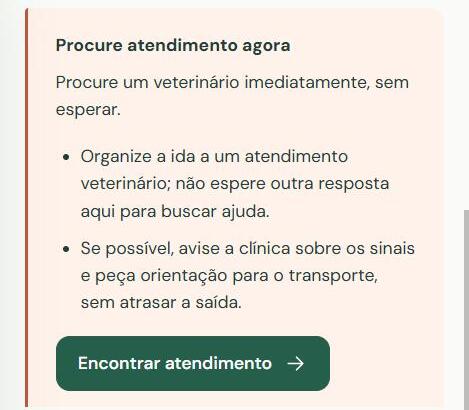 Procure atendimento agora
Procure um veterinário imediatamente, sem
esperar.
Organize a ida a um atendimento
veterinário; não espere outra resposta
aqui para buscar ajuda.
Se possível, avise a clínica sobre os sinais
e peça orientação para o transporte,
sem atrasar a saída.
Encontrar atendimento →